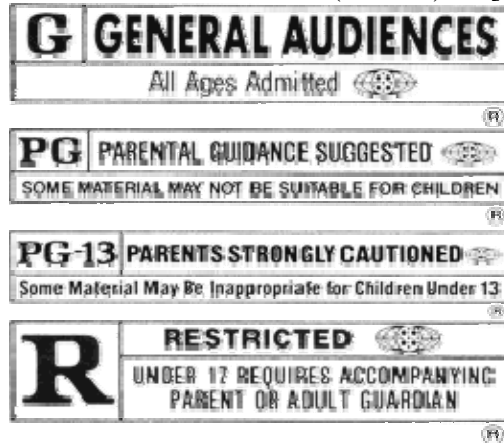 G GENERAL AUDIENCES
All Ages Admitted
®
PG PARENTAL GUIDANCE SUGGESTED
SOME MATERIAL MAY NOT BE SUITABLE FOR CHILDREN
®
PG-13 PARENTS STRONGLY CAUTIONED
Some Material May Be Inappropriate for Children Under 13
®
R RESTRICTED
UNDER 17 REQUIRES ACCOMPANYING
PARENT OR ADULT GUARDIAN
®